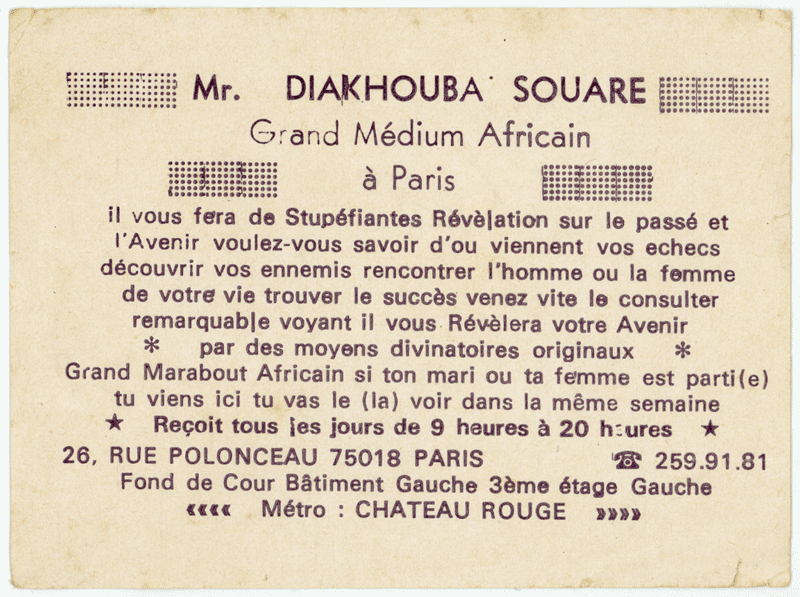 Mr. DIAKHOUBA SOUARE
Grand Médium Africain
à Paris
il vous fera de Stupéfiantes Révèlation sur le passé et
l'Avenir voulez-vous savoir d'ou viennent vos echecs
découvrir vos ennemis rencontrer l'homme ou la femme
de votre vie trouver le succès venez vite le consulter
remarquable voyant il vous Révèlera votre Avenir
* par des moyens divinatoires originaux *
Grand Marabout Africain si ton mari ou ta femme est parti(e)
tu viens ici tu vas le (la) voir dans la même semaine
★ Reçoit tous les jours de 9 heures à 20 heures ★
26, RUE POLONCEAU 75018 PARIS ☎ 259.91.81
Fond de Cour Bâtiment Gauche 3ème étage Gauche
«« Métro : CHATEAU ROUGE »»